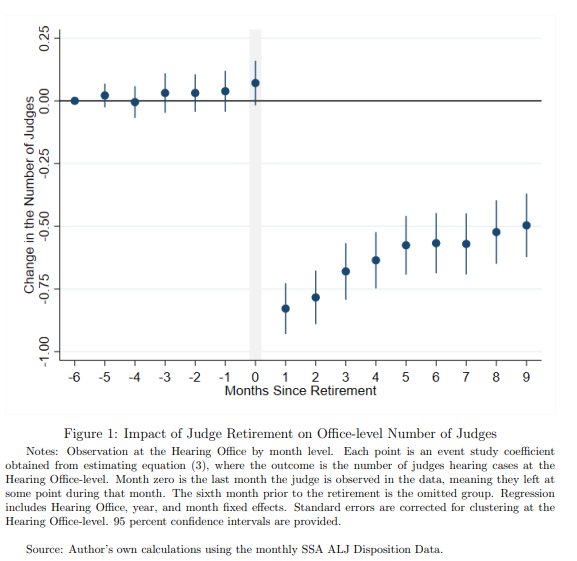 0.25
0.00
-0.25
-0.50
-0.75
-1.00
Change in the Number of Judges
-6 -5 -4 -3 -2 -1 0 1 2 3 4 5 6 7 8 9
Months Since Retirement
Figure 1: Impact of Judge Retirement on Office-level Number of Judges
Notes: Observation at the Hearing Office by month level. Each point is an event study coefficient
obtained from estimating equation (3), where the outcome is the number of judges hearing cases at the
Hearing Office-level. Month zero is the last month the judge is observed in the data, meaning they left at
some point during that month. The sixth month prior to the retirement is the omitted group. Regression
includes Hearing Office, year, and month fixed effects. Standard errors are corrected for clustering at the
Hearing Office-level. 95 percent confidence intervals are provided.
Source: Author's own calculations using the monthly SSA ALJ Disposition Data.